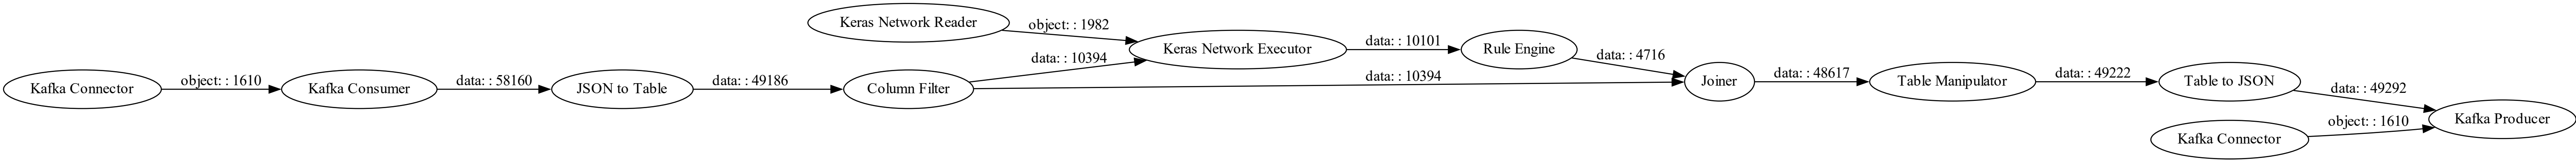 Kafka Connector
object: : 1610
Kafka Consumer
data: : 58160
JSON to Table
data: : 49186
Column Filter
Keras Network Reader
object: : 1982
data: : 10394
Keras Network Executor
data: : 10101
Rule Engine
data: : 4716
data: : 10394
Joiner
data: : 48617
Table Manipulator
data: : 49222
Table to JSON
data: : 49292
Kafka Connector
object: : 1610
Kafka Producer